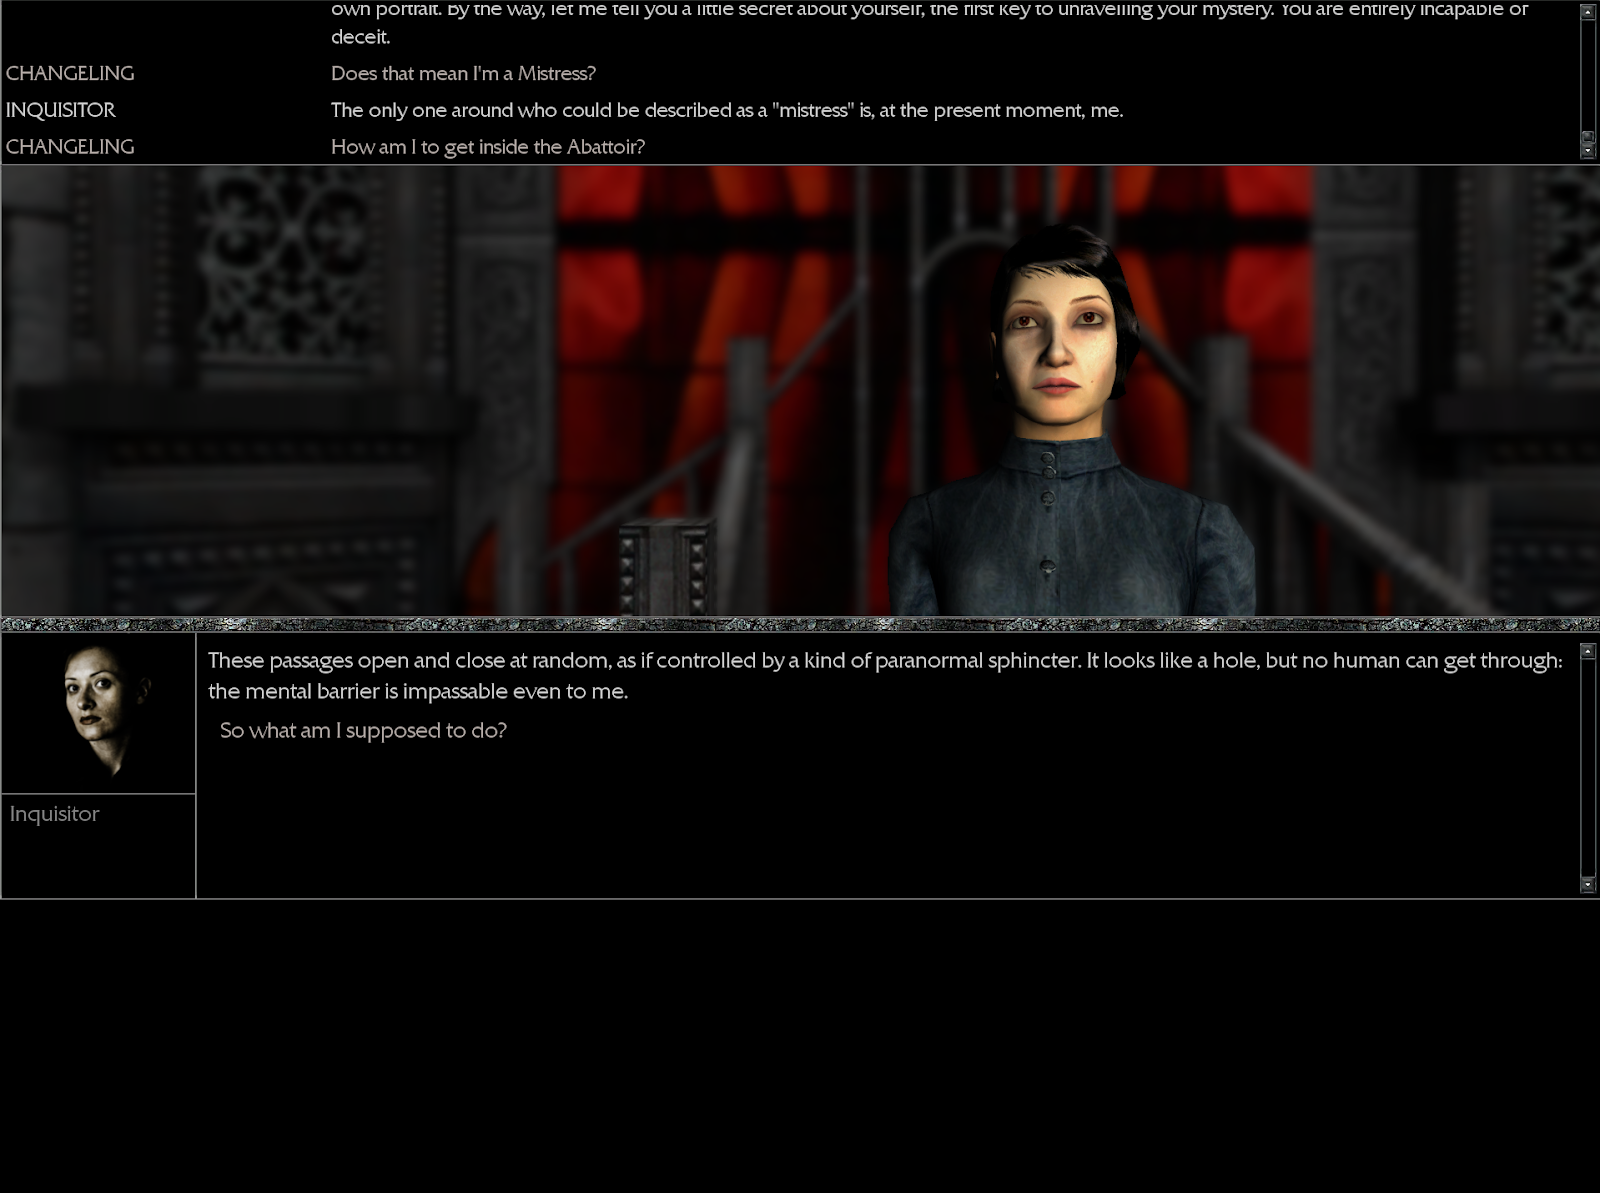 own portrait. By the way, let me tell you a little secret about yourself, the first key to unravelling your mystery. You are entirely incapable of
deceit.
CHANGELING Does that mean I'm a Mistress?
INQUISITOR The only one around who could be described as a "mistress" is, at the present moment, me.
CHANGELING How am I to get inside the Abattoir?
These passages open and close at random, as if controlled by a kind of paranormal sphincter. It looks like a hole, but no human can get through:
the mental barrier is impassable even to me.
So what am I supposed to do?
Inquisitor